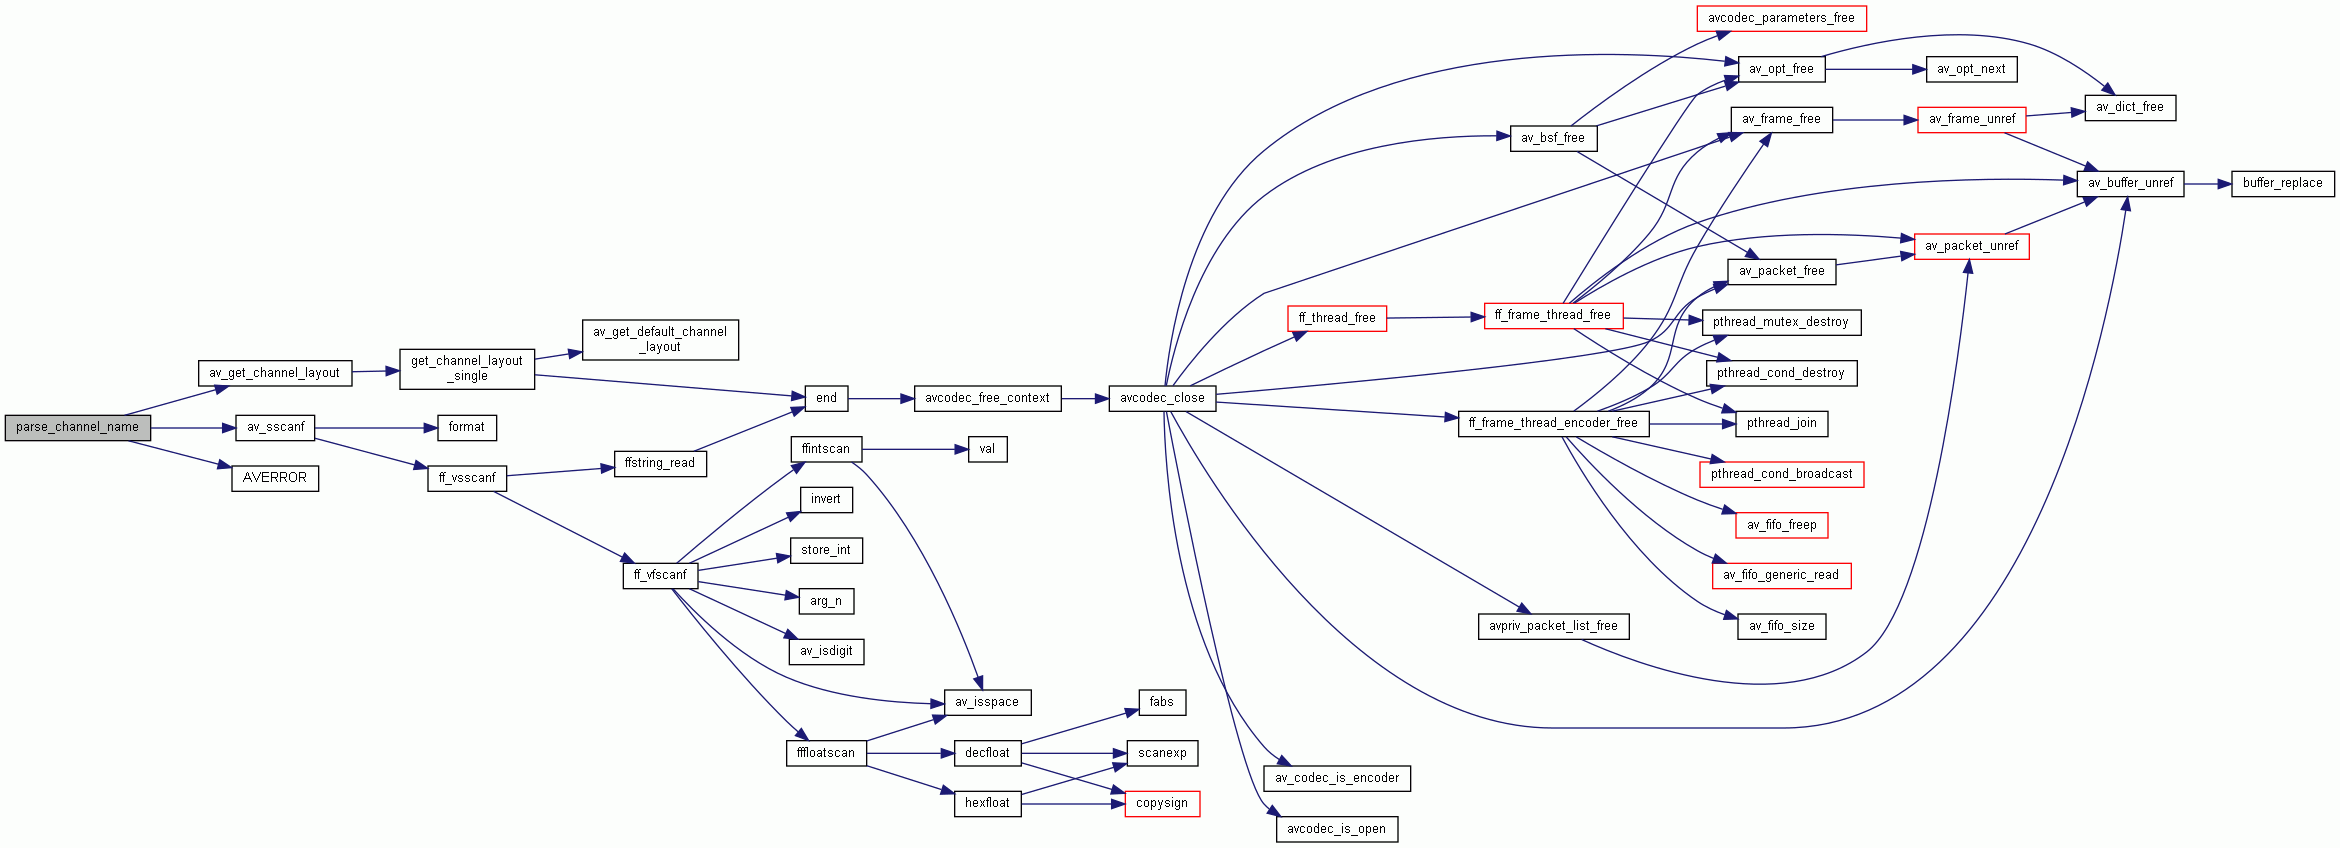 parse_channel_name
av_get_channel_layout
av_sscanf
AVERROR
get_channel_layout
_single
format
ff_vsscanf
av_get_default_channel
_layout
ffstring_read
ff_vfscanf
end
ffintscan
invert
store_int
arg_n
av_isdigit
fffloatscan
avcodec_free_context
val
av_isspace
decfloat
hexfloat
avcodec_close
fabs
scanexp
copysign
ff_thread_free
av_codec_is_encoder
avcodec_is_open
av_bsf_free
ff_frame_thread_free
ff_frame_thread_encoder_free
avpriv_packet_list_free
avcodec_parameters_free
av_opt_free
av_frame_free
av_packet_free
pthread_mutex_destroy
pthread_cond_destroy
pthread_join
pthread_cond_broadcast
av_fifo_freep
av_fifo_generic_read
av_fifo_size
av_opt_next
av_frame_unref
av_packet_unref
av_dict_free
av_buffer_unref
buffer_replace